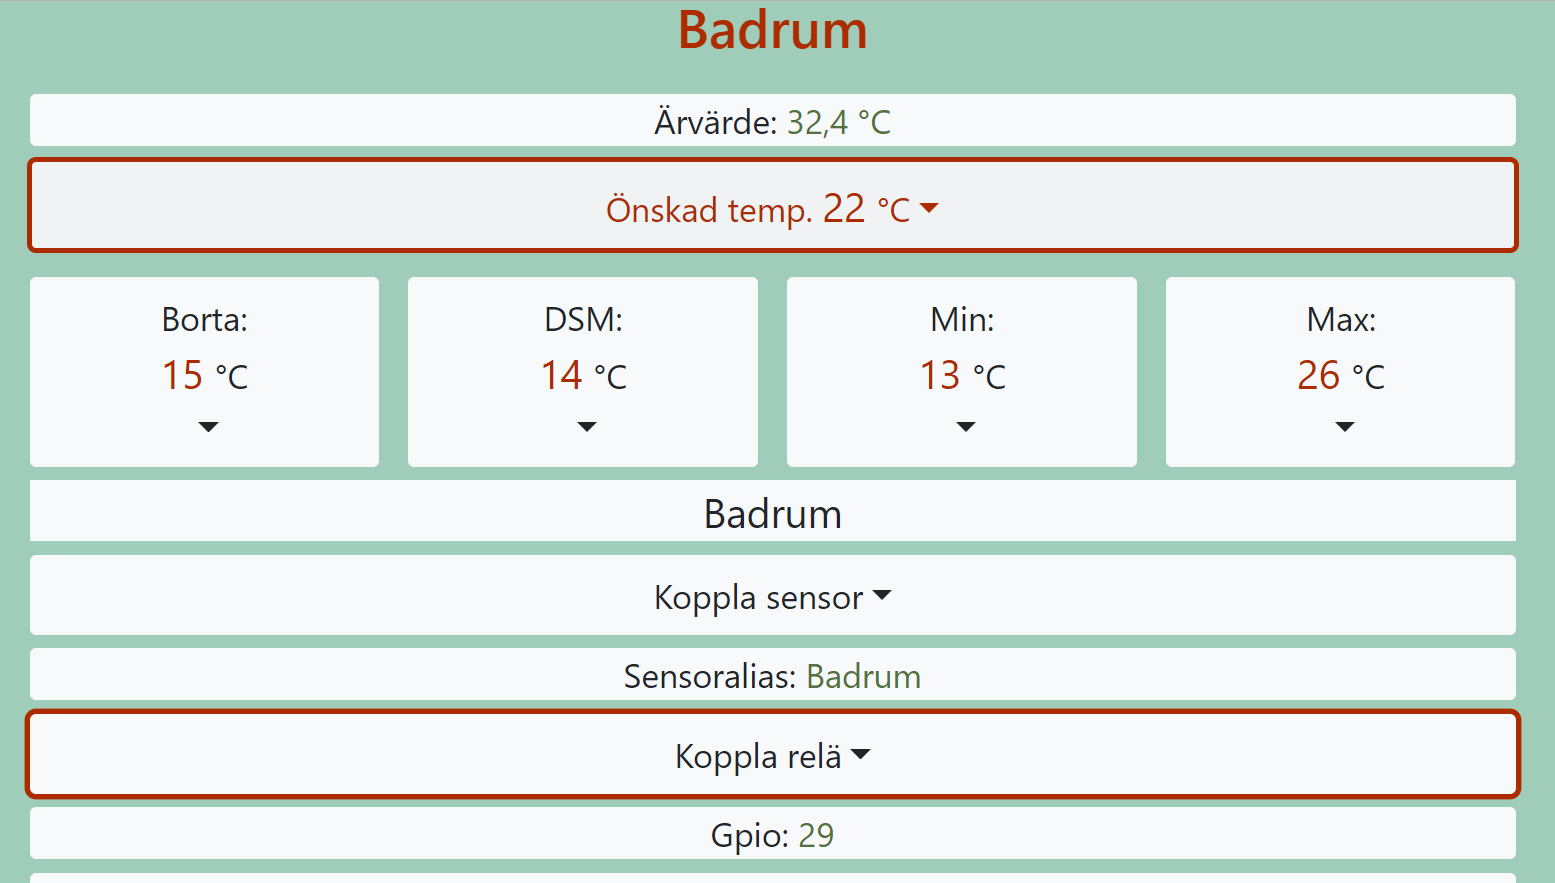 Badrum
Ärvärde: 32,4 °C
Önskad temp. 22 °C
Borta:
15 °C
DSM:
14 °C
Min:
13 °C
Max:
26 °C
Badrum
Koppla sensor
Sensoralias: Badrum
Koppla relä
Gpio: 29